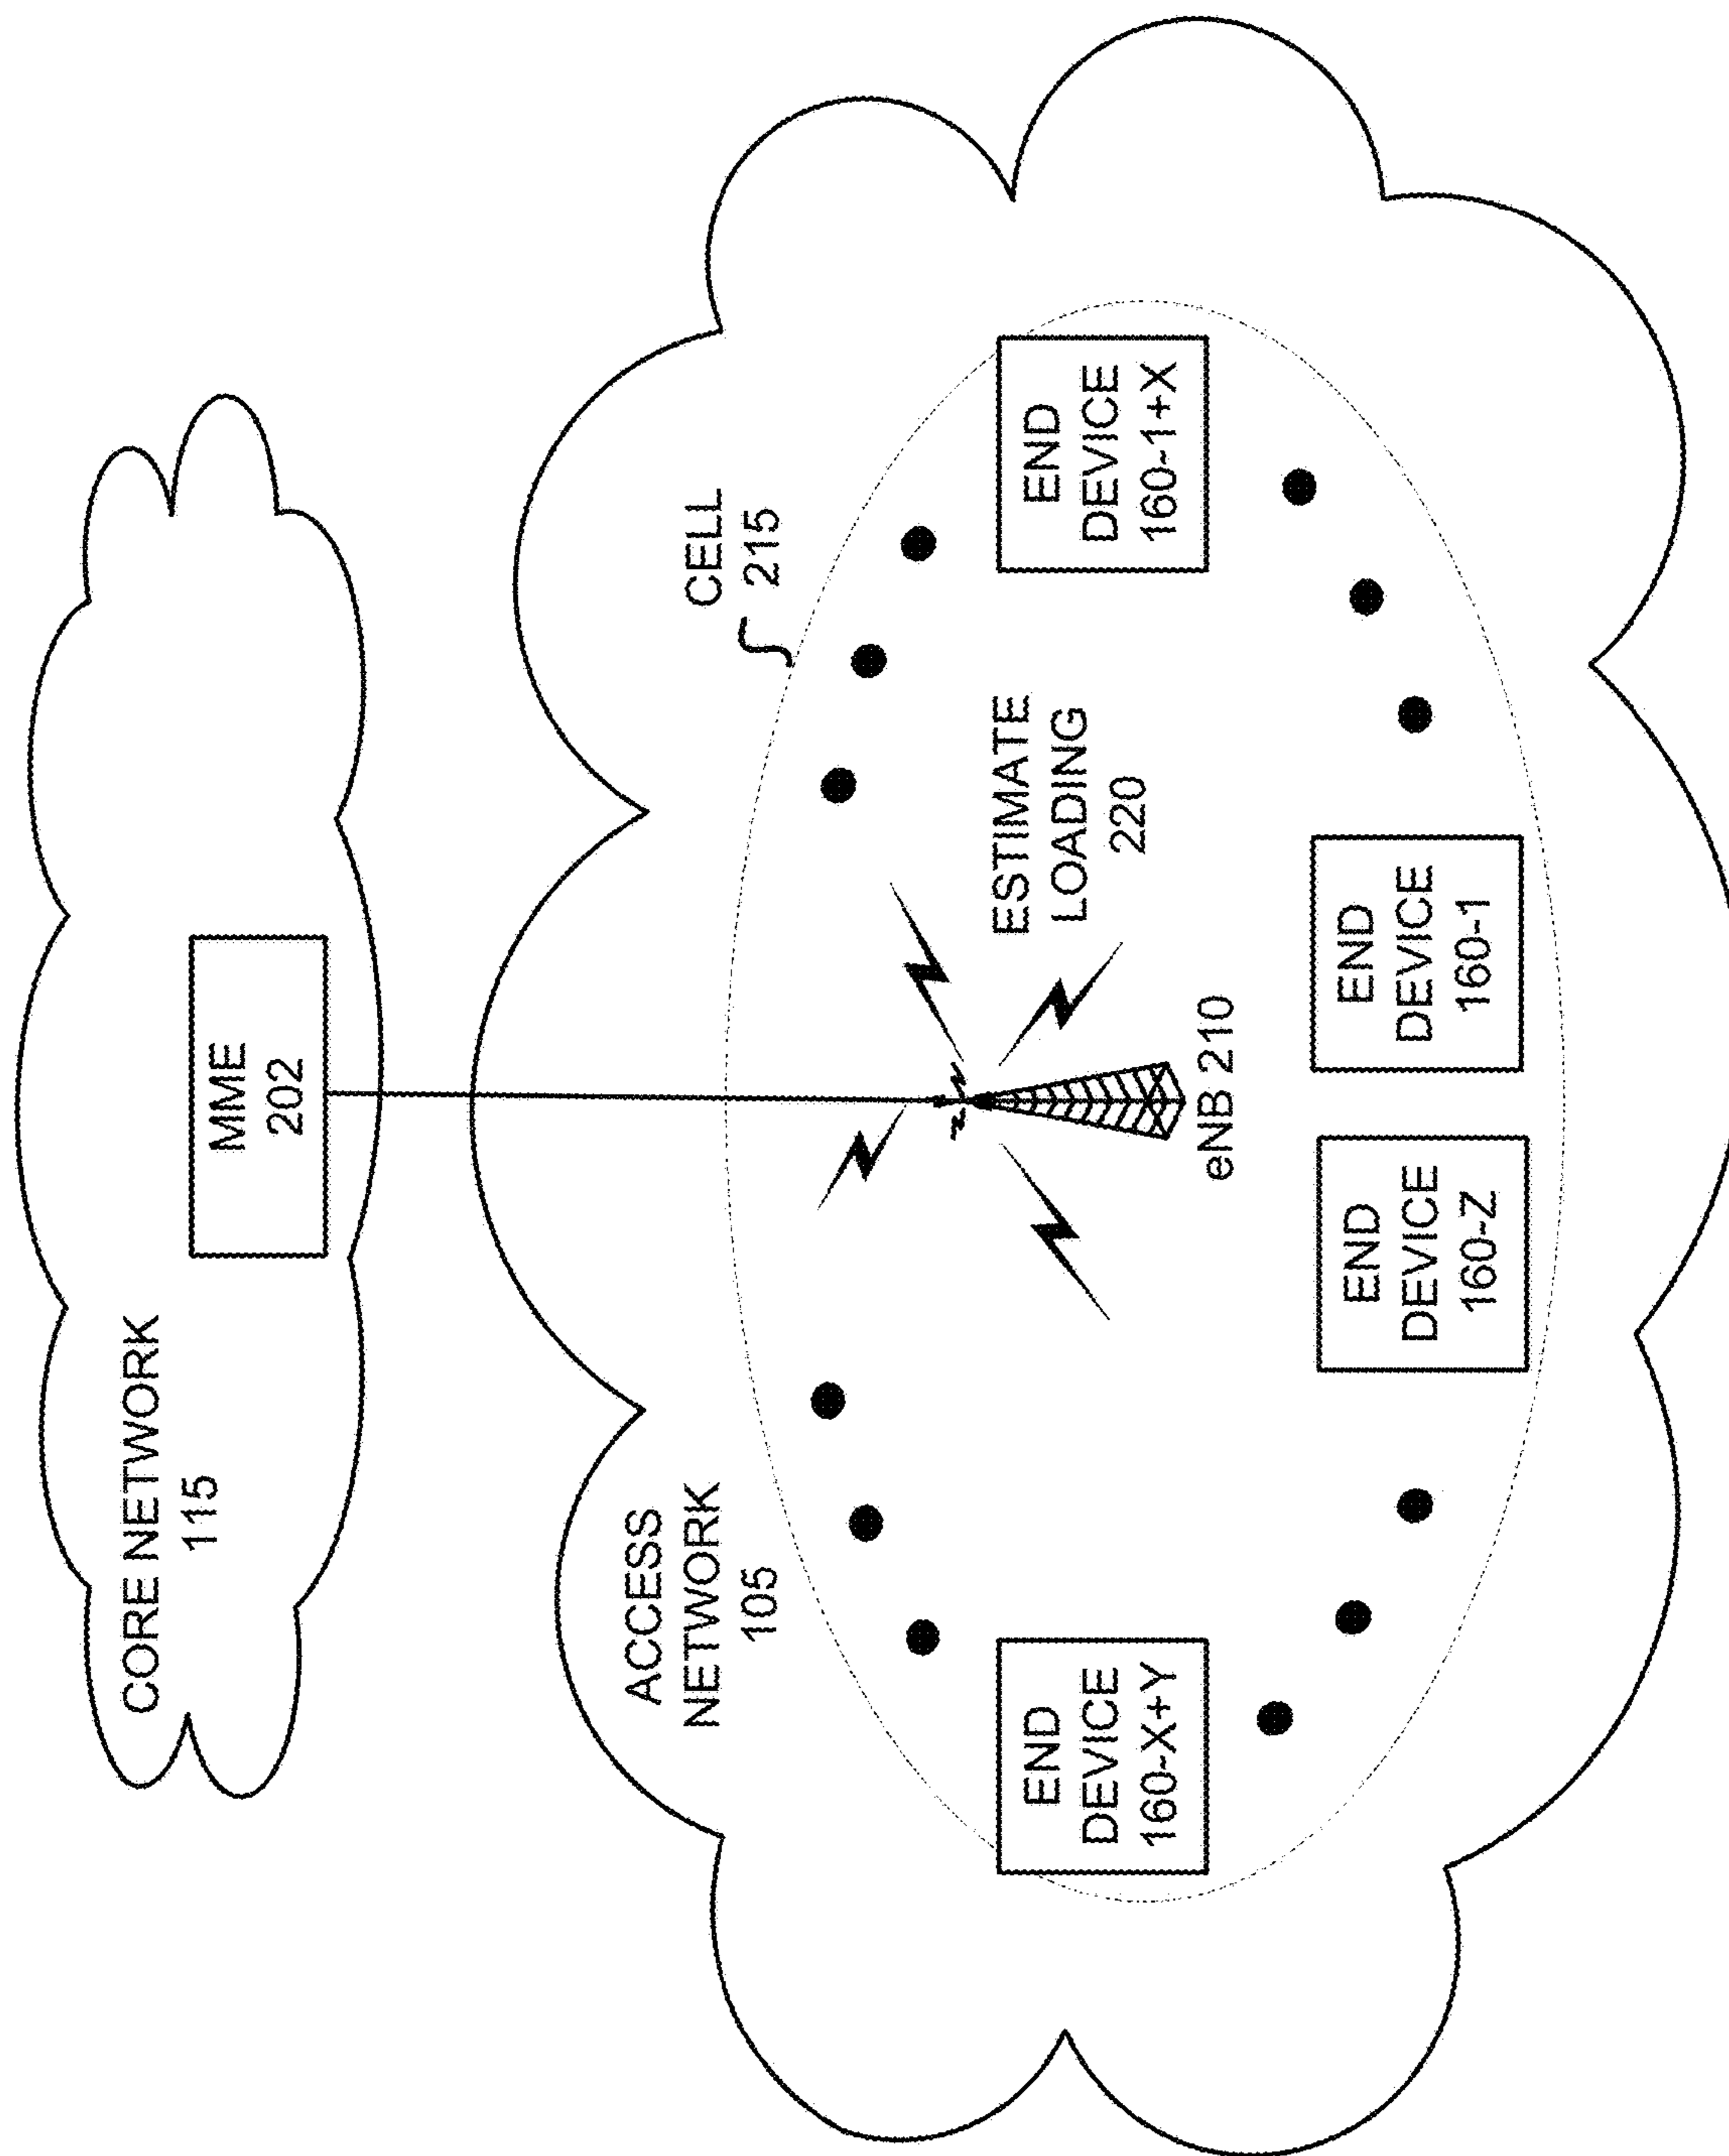 CORE NETWORK
115
MME
202
ACCESS
NETWORK
105
CELL
215
ESTIMATE
LOADING
220
eNB 210
END
DEVICE
160-X+Y
END
DEVICE
160-1+X
END
DEVICE
160-Z
END
DEVICE
160-1